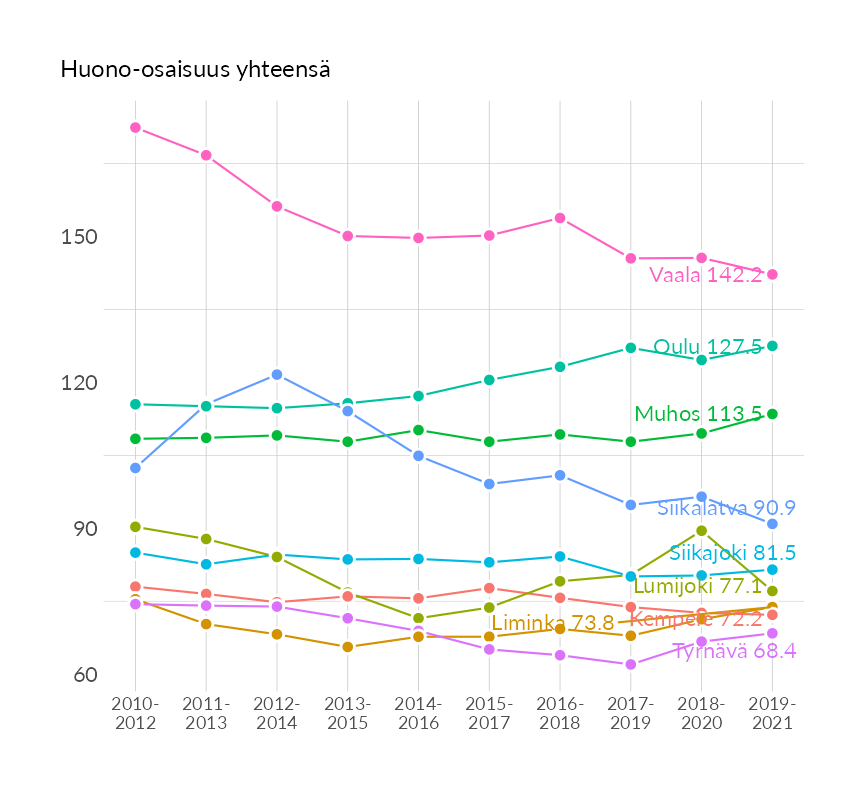 Huono-osaisuus yhteensä
150
120
90
60
Vaala 142.2
Oulu 127.5
Muhos 113.5
Siikalatva 90.9
Siikajoki 81.5
Lumijoki 77.1
Liminka 73.8
Kempele 72.2
Tyrnävä 68.4
2010- 2011- 2012- 2013- 2014- 2015- 2016- 2017- 2018- 2019-
2012 2013 2014 2015 2016 2017 2018 2019 2020 2021